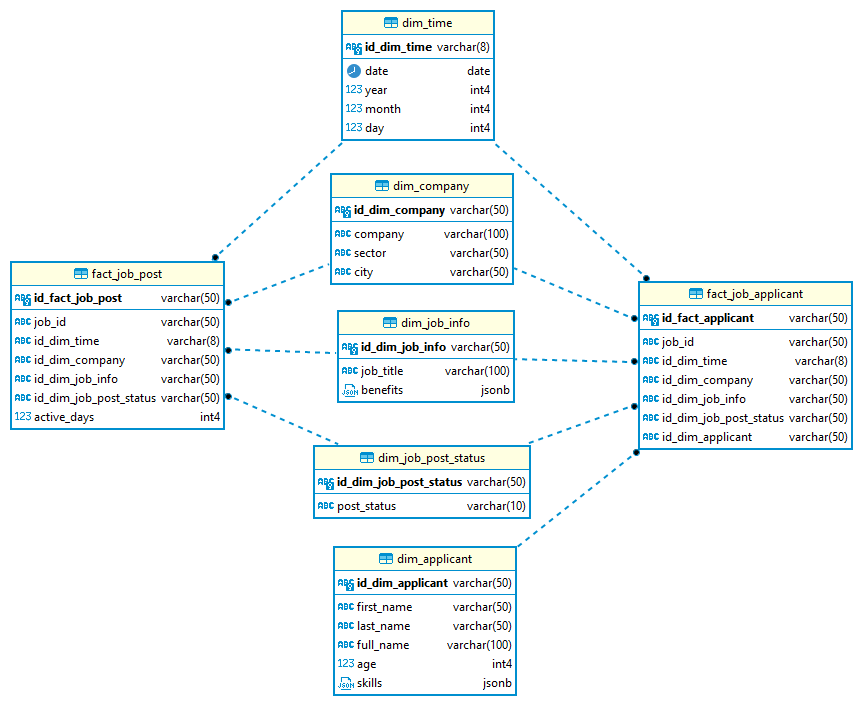 dim_time
ABC id_dim_time varchar(8)
date date
123 year int4
123 month int4
123 day int4
dim_company
ABC id_dim_company varchar(50)
ABC company varchar(100)
ABC sector varchar(50)
ABC city varchar(50)
fact_job_post
ABC id_fact_job_post varchar(50)
ABC job_id varchar(50)
ABC id_dim_time varchar(8)
ABC id_dim_company varchar(50)
ABC id_dim_job_info varchar(50)
ABC id_dim_job_post_status varchar(50)
123 active_days int4
fact_job_applicant
ABC id_fact_applicant varchar(50)
ABC job_id varchar(50)
ABC id_dim_time varchar(8)
ABC id_dim_company varchar(50)
ABC id_dim_job_info varchar(50)
ABC id_dim_job_post_status varchar(50)
ABC id_dim_applicant varchar(50)
dim_job_info
ABC id_dim_job_info varchar(50)
ABC job_title varchar(100)
JSON benefits jsonb
dim_job_post_status
ABC id_dim_job_post_status varchar(50)
ABC post_status varchar(10)
dim_applicant
ABC id_dim_applicant varchar(50)
ABC first_name varchar(50)
ABC last_name varchar(50)
ABC full_name varchar(100)
123 age int4
JSON skills jsonb